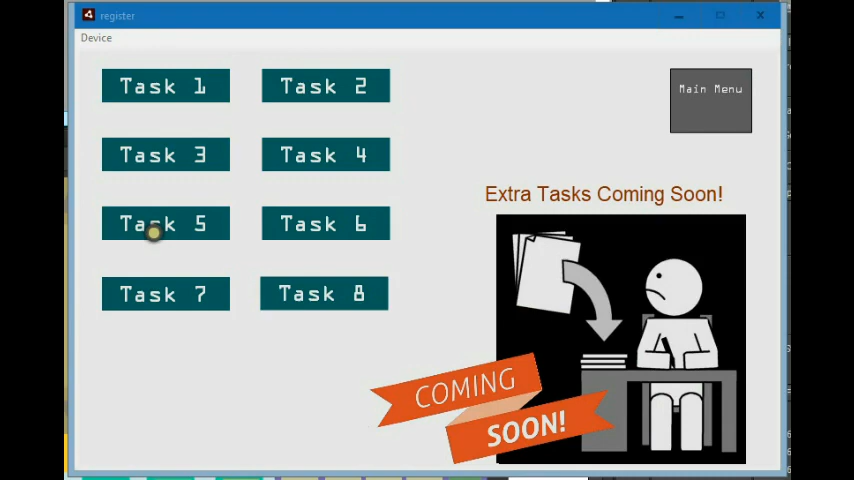 register
Device
Task 1 Task 2
Main Menu
Task 3 Task 4
Extra Tasks Coming Soon!
Task 5 Task 6
Task 7 Task 8
COMING
SOON!